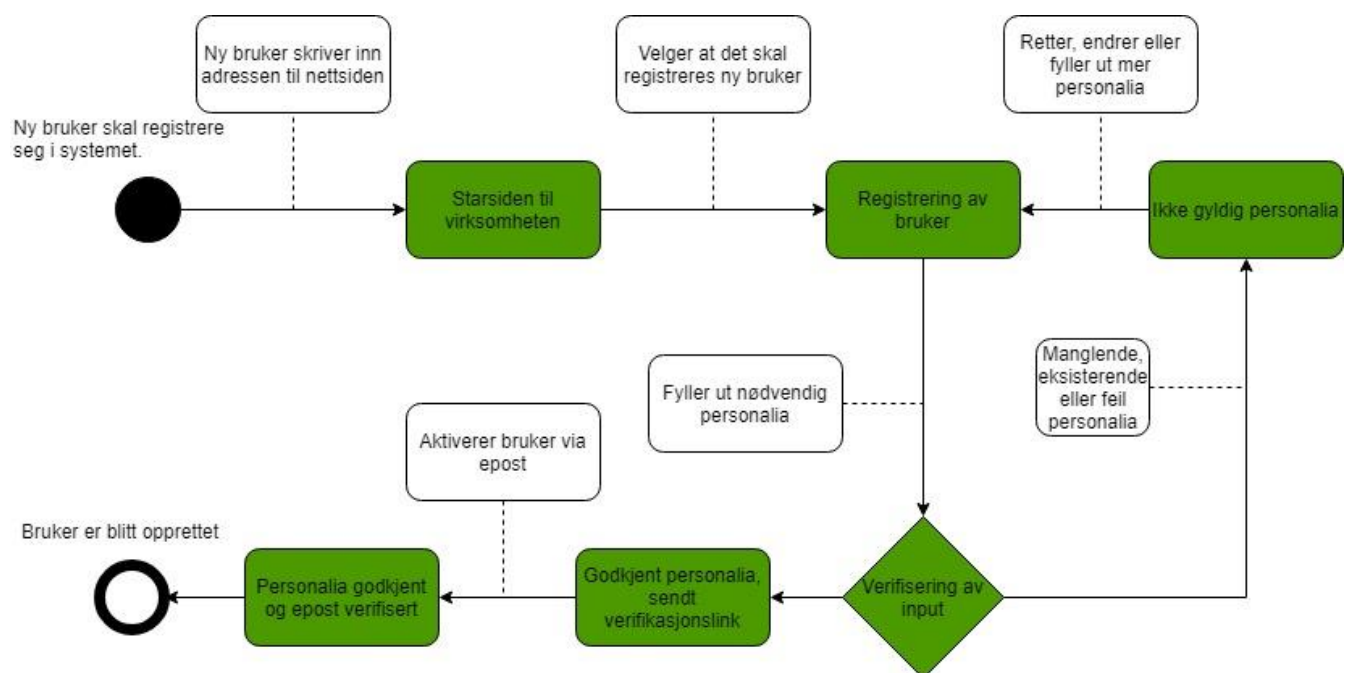 Ny bruker skriver inn
adressen til nettsiden
Velger at det skal
registreres ny bruker
Retter, endrer eller
fyller ut mer
personalia
Ny bruker skal registrere
seg i systemet.
Starsiden til
virksomheten
Registrering av
bruker
Ikke gyldig personalia
Fyller ut nødvendig
personalia
Manglende,
eksisterende
eller feil
personalia
Aktiverer bruker via
epost
Bruker er blitt opprettet
Personalia godkjent
og epost verifisert
Godkjent personalia,
sendt
verifikasjonslink
Verifisering av
input